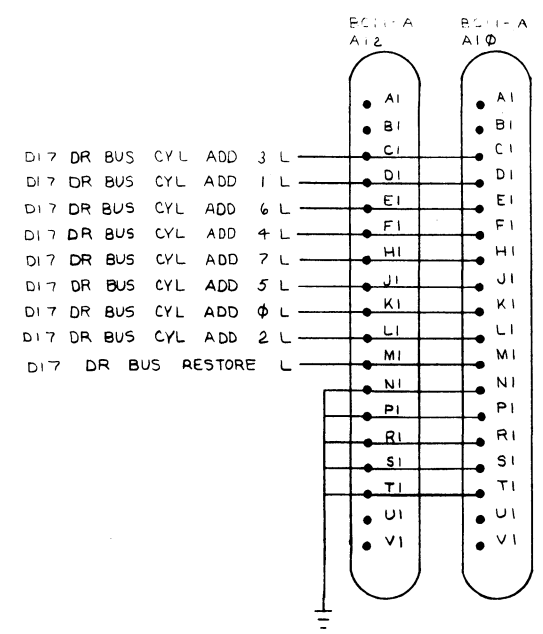 A12 A1Ø
A1 A1
B1 B1
D17 DR BUS CYL ADD 3 L C1 C1
D17 DR BUS CYL ADD 1 L D1 D1
D17 DR BUS CYL ADD 6 L E1 E1
D17 DR BUS CYL ADD 4 L F1 F1
D17 DR BUS CYL ADD 7 L H1 H1
D17 DR BUS CYL ADD 5 L J1 J1
D17 DR BUS CYL ADD Ø L K1 K1
D17 DR BUS CYL ADD 2 L L1 L1
D17 DR BUS RESTORE L M1 M1
N1 N1
P1 P1
R1 R1
S1 S1
T1 T1
U1 U1
V1 V1